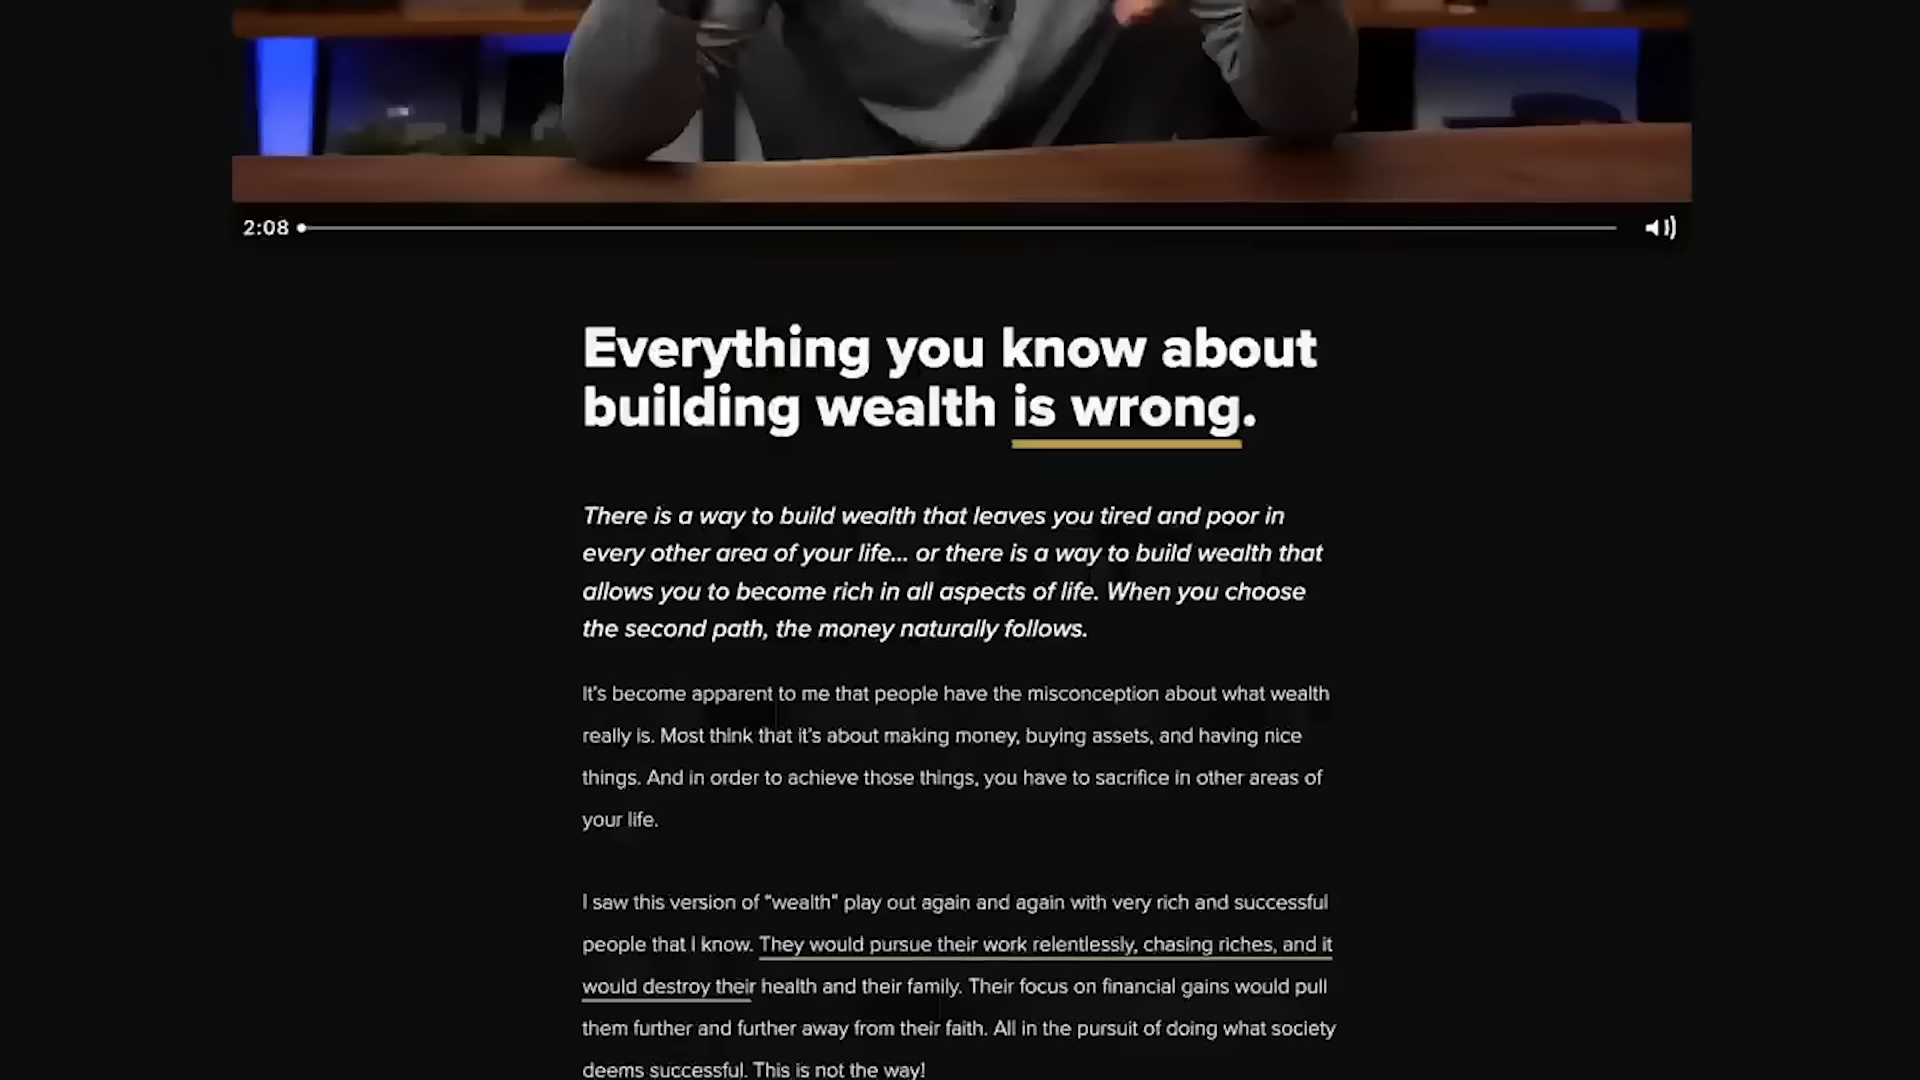 2:08
Everything you know about
building wealth is wrong.
There is a way to build wealth that leaves you tired and poor in
every other area of your life... or there is a way to build wealth that
allows you to become rich in all aspects of life. When you choose
the second path, the money naturally follows.
It's become apparent to me that people have the misconception about what wealth
really is. Most think that it's about making money, buying assets, and having nice
things. And in order to achieve those things, you have to sacrifice in other areas of
your life.
I saw this version of "wealth" play out again and again with very rich and successful
people that I know. They would pursue their work relentlessly, chasing riches, and it
would destroy their health and their family. Their focus on financial gains would pull
them further and further away from their faith. All in the pursuit of doing what society
deems successful. This is not the way!